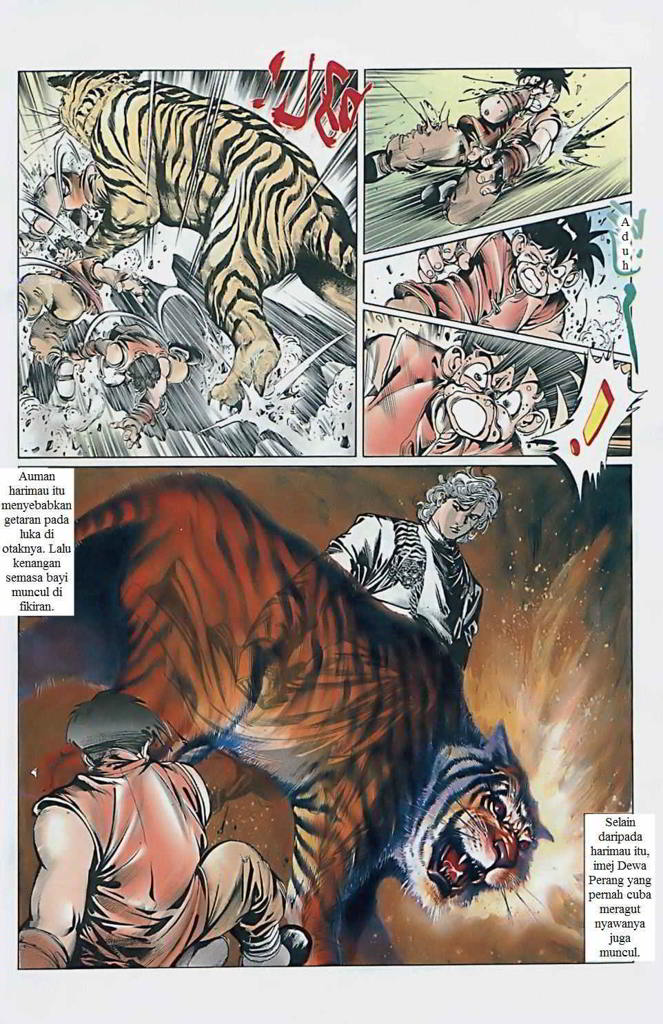 Aduh
!
Auman
harimau itu
menyebabkan
getaran pada
luka di
otaknya. Lalu
kenangan
semasa bayi
muncul di
fikiran.
Selain
daripada
harimau itu,
imej Dewa
Perang yang
pernah cuba
meragut
nyawanya
juga
muncul.